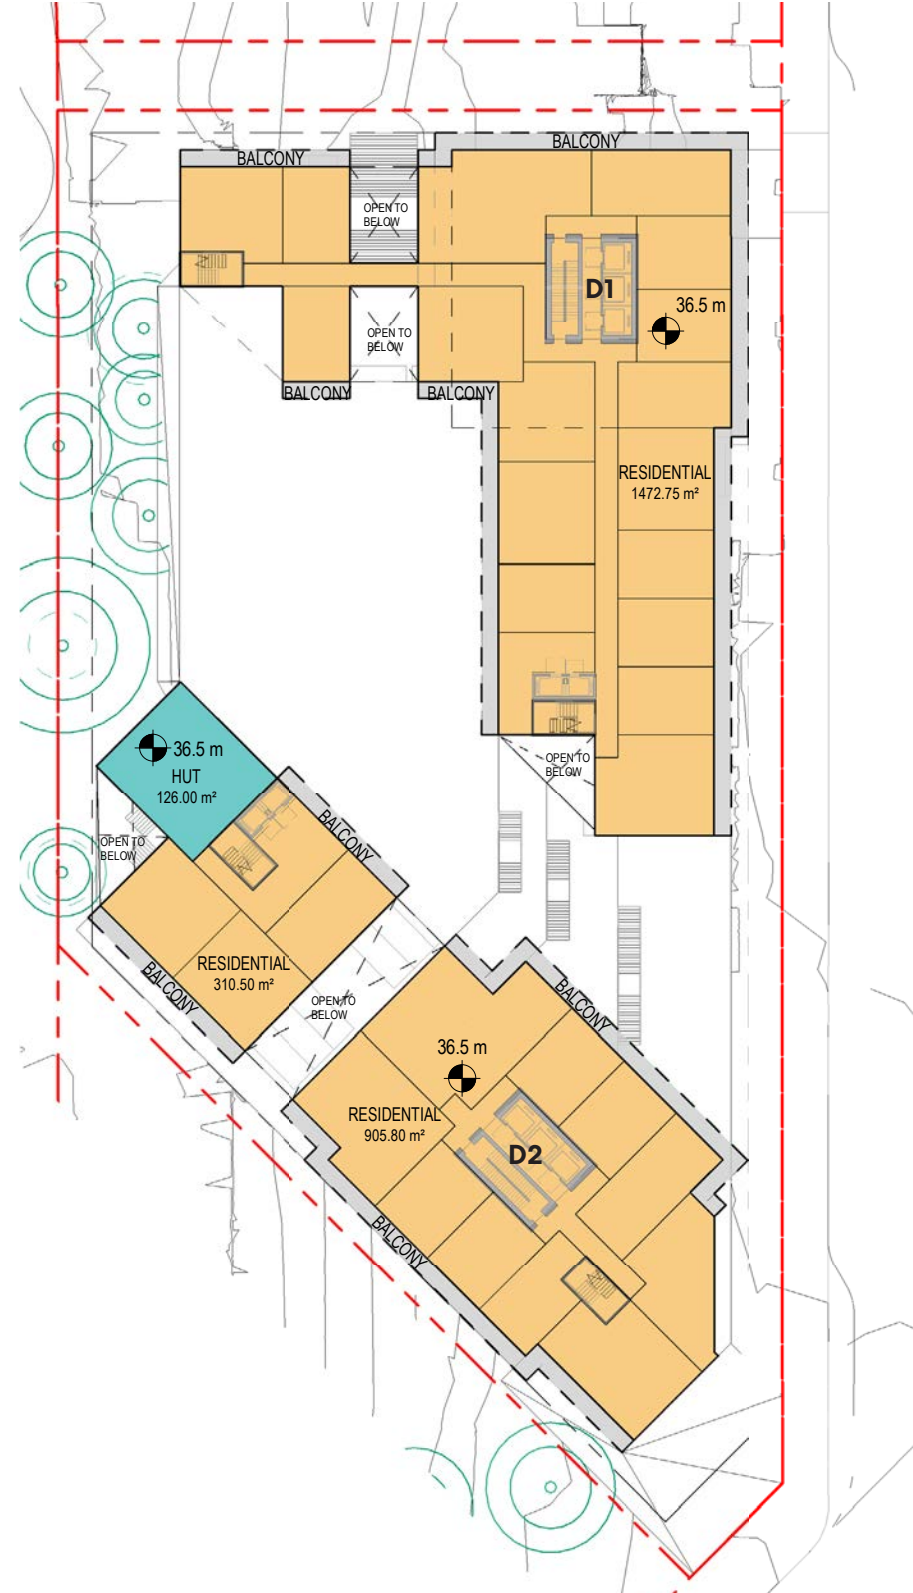 BALCONY
BALCONY
OPEN TO
BELOW
D1
36.5 m
OPEN TO
BELOW
BALCONY
BALCONY
RESIDENTIAL
1472.75 m²
36.5 m
HUT
126.00 m²
OPEN TO
BELOW
BALCONY
OPEN TO
BELOW
RESIDENTIAL
310.50 m²
BALCONY
OPEN TO
BELOW
BALCONY
36.5 m
RESIDENTIAL
905.80 m²
D2
BALCONY